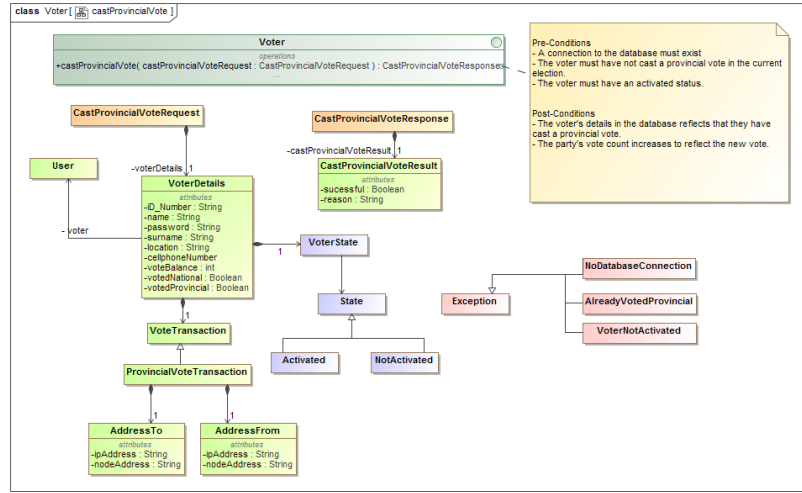 class Voter [ castProvincialVote ]
Voter
operations
+castProvincialVote( castProvincialVoteRequest : CastProvincialVoteRequest ) : CastProvincialVoteResponse
...
Pre-Conditions
- A connection to the database must exist
- The voter must have not cast a provincial vote in the current
election.
- The voter must have an activated status.
Post-Conditions
- The voter's details in the database reflects that they have
cast a provincial vote.
- The party's vote count increases to reflect the new vote.
CastProvincialVoteRequest
CastProvincialVoteResponse
-voterDetails 1
-castProvincialVoteResult 1
User
- voter
VoterDetails
attributes
-iD_Number : String
-name : String
-password : String
-surname : String
-location : String
-cellphoneNumber
-voteBalance : int
-votedNational : Boolean
-votedProvincial : Boolean
CastProvincialVoteResult
attributes
-sucessful : Boolean
-reason : String
1
VoterState
State
Activated
NotActivated
Exception
NoDatabaseConnection
AlreadyVotedProvincial
VoterNotActivated
1
VoteTransaction
ProvincialVoteTransaction
1
1
AddressTo
attributes
-ipAddress : String
-nodeAddress : String
AddressFrom
attributes
-ipAddress : String
-nodeAddress : String